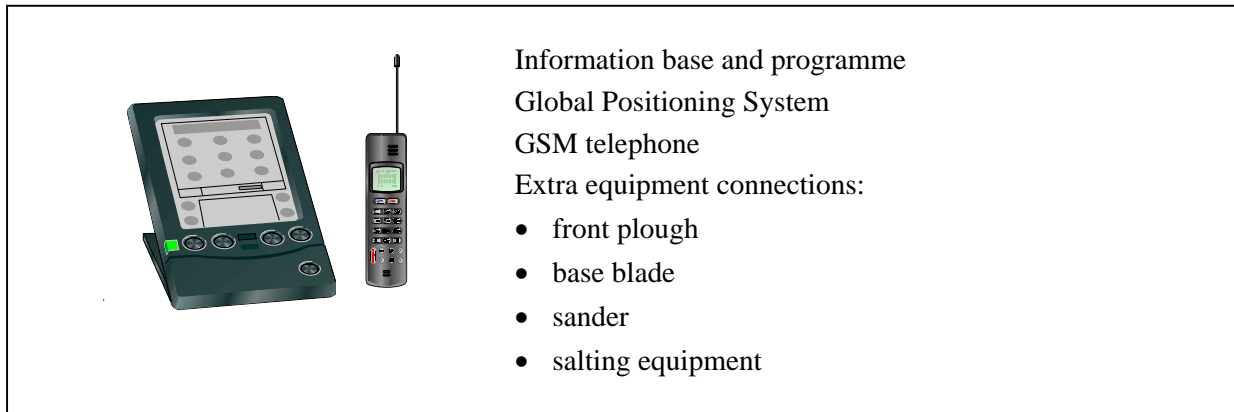 Information base and programme
Global Positioning System
GSM telephone
Extra equipment connections:
• front plough
• base blade
• sander
• salting equipment